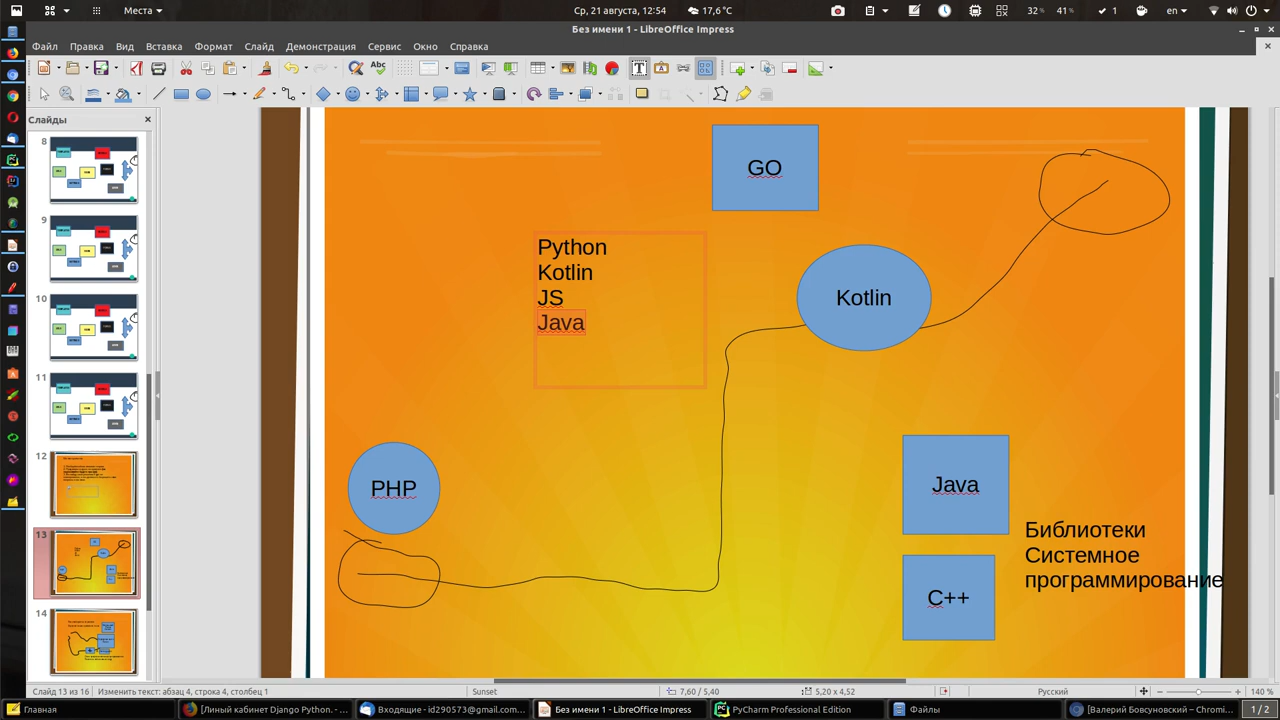 Места
Ср, 21 августа, 12:54
17,6°C
32 %
41 %
1
en
Без имени 1 - LibreOffice Impress
Файл Правка Вид Вставка Формат Слайд Демонстрация Сервис Окно Справка
Слайды
8
9
10
11
12
13
14
GO
Python
Kotlin
JS
Java
Kotlin
PHP
Java
C++
Библиотеки
Системное
программирование
Слайд 13 из 16
Изменить текст: абзац 4, строка 4, столбец 1
Sunset
7,60 / 5,40
5,20 x 4,52
Русский
140 %
Главная
[Личный кабинет Django Python. - ...
Входящие - id290573@gmail.com...
Без имени 1 - LibreOffice Impress
PyCharm Professional Edition
Файлы
[Валерий Бовсуновский – Chromi...
1 / 2